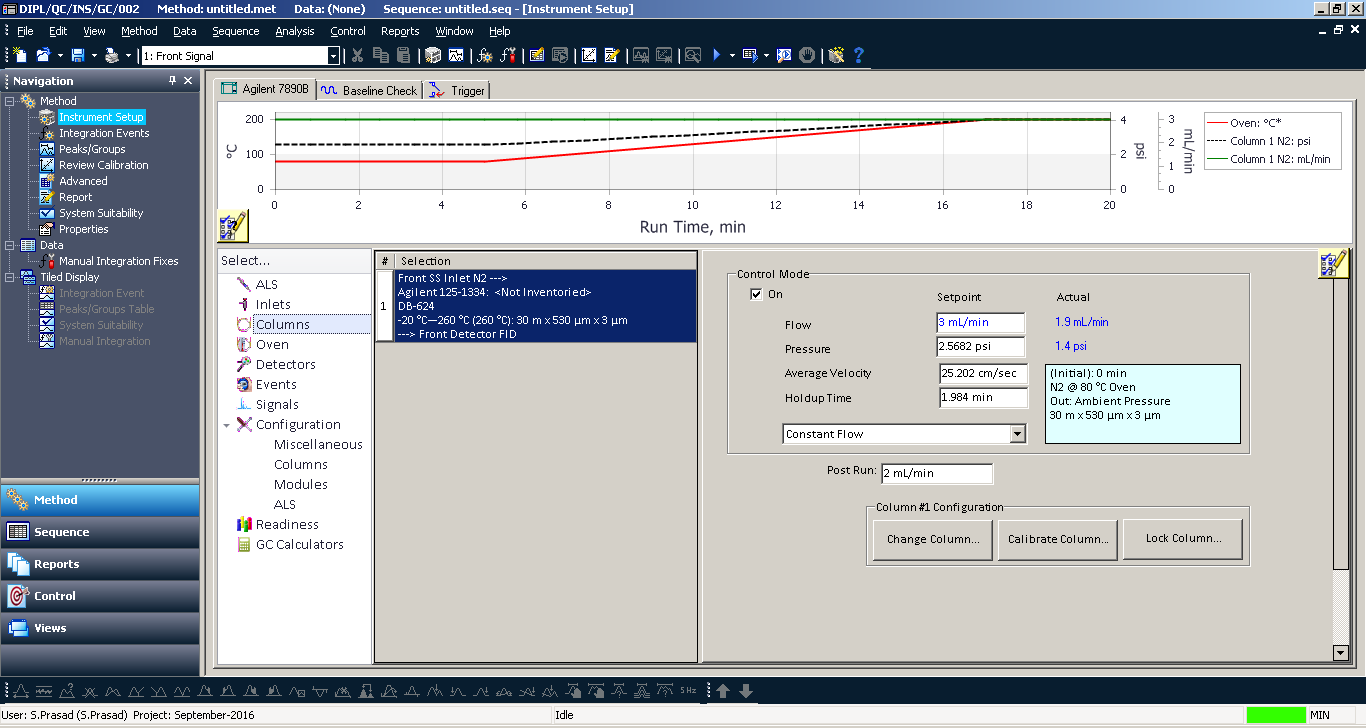 DIPL/QC/INS/GC/002 Method: untitled.met Data: (None) Sequence: untitled.seq - [Instrument Setup]
File Edit View Method Data Sequence Analysis Control Reports Window Help
1: Front Signal
Navigation
Method
Instrument Setup
Integration Events
Peaks/Groups
Review Calibration
Advanced
Report
System Suitability
Properties
Data
Manual Integration Fixes
Tiled Display
Integration Event
Peaks/Groups Table
System Suitability
Manual Integration
Method
Sequence
Reports
Control
Views
Agilent 7890B Baseline Check Trigger
200 4 3
100 2 2
1
0 0 0
°C psi mL/min
0 2 4 6 8 10 12 14 16 18 20
Run Time, min
Oven: °C*
Column 1 N2: psi
Column 1 N2: mL/min
Select...
ALS
Inlets
Columns
Oven
Detectors
Events
Signals
Configuration
Miscellaneous
Columns
Modules
ALS
Readiness
GC Calculators
# Selection
1
Front SS Inlet N2 --->
Agilent 125-1334: <Not Inventoried>
DB-624
-20 °C—260 °C (260 °C): 30 m x 530 µm x 3 µm
---> Front Detector FID
Control Mode
On
Setpoint Actual
Flow 3 mL/min 1.9 mL/min
Pressure 2.5682 psi 1.4 psi
Average Velocity 25.202 cm/sec
Holdup Time 1.984 min
(Initial): 0 min
N2 @ 80 °C Oven
Out: Ambient Pressure
30 m x 530 µm x 3 µm
Constant Flow
Post Run: 2 mL/min
Column #1 Configuration
Change Column... Calibrate Column... Lock Column...
5 Hz
User: S.Prasad (S.Prasad) Project: September-2016 Idle MIN